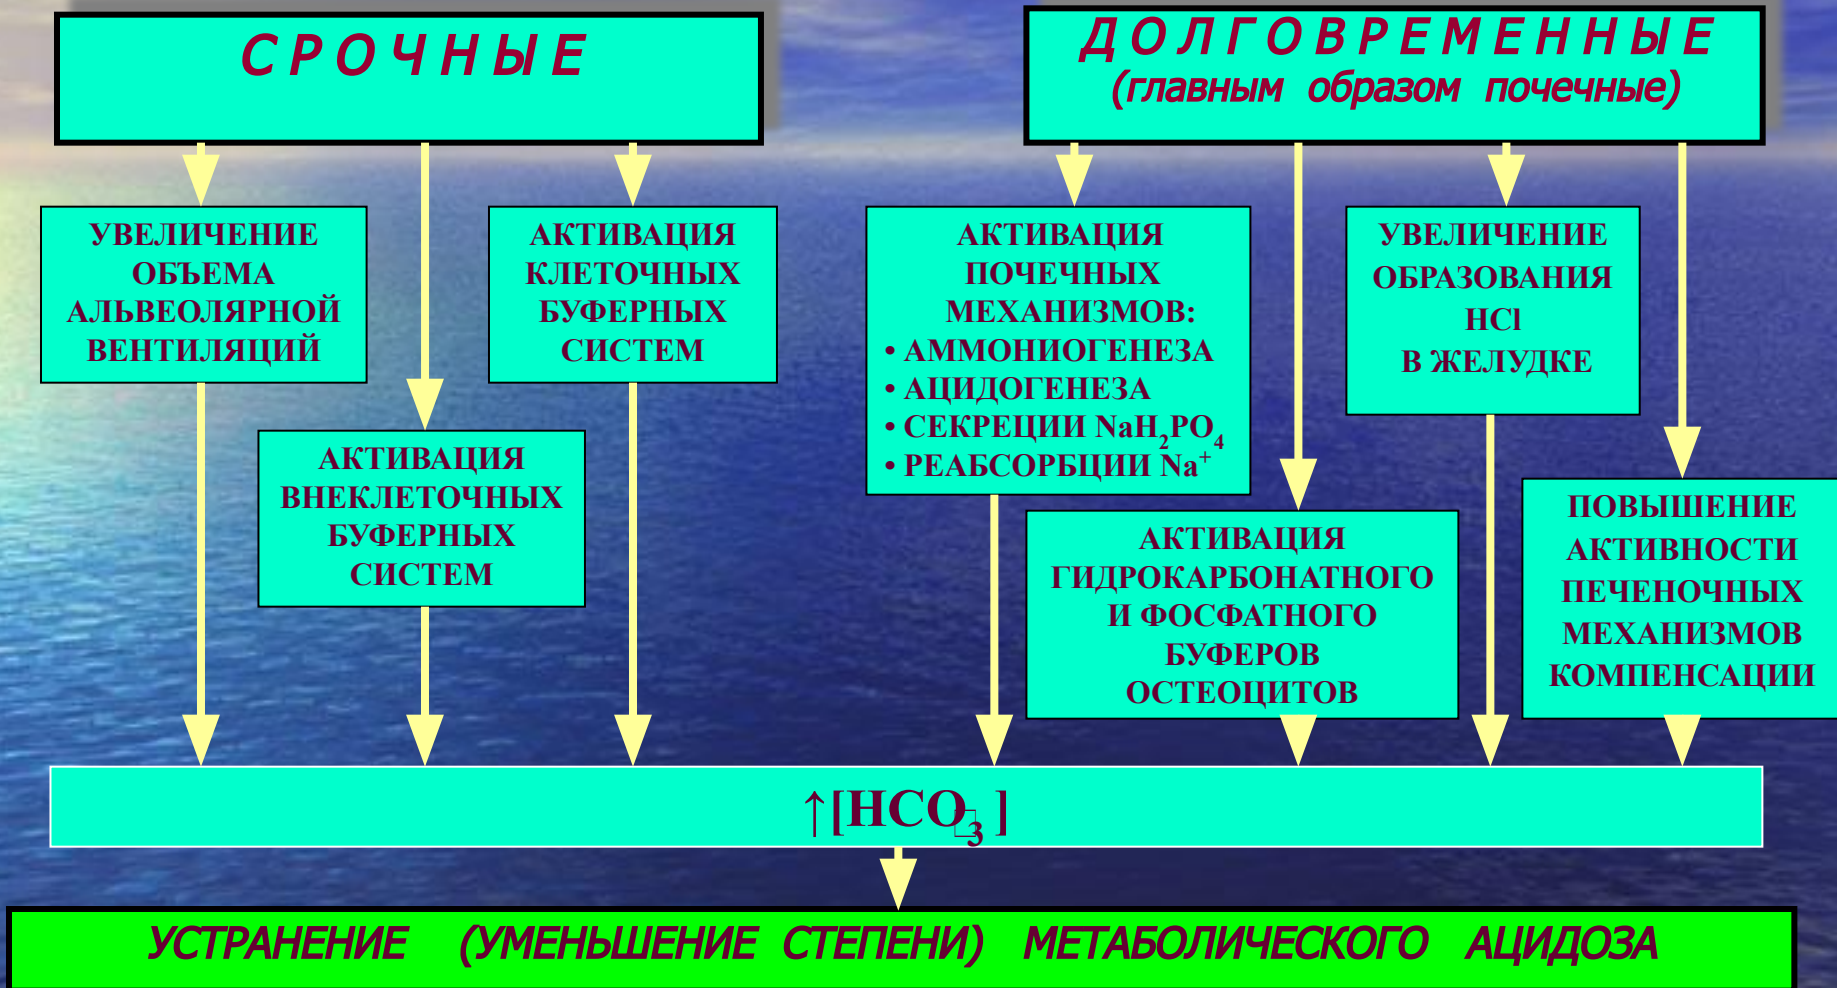 СРОЧНЫЕ
ДОЛГОВРЕМЕННЫЕ
(главным образом почечные)
УВЕЛИЧЕНИЕ
ОБЪЕМА
АЛЬВЕОЛЯРНОЙ
ВЕНТИЛЯЦИЙ
АКТИВАЦИЯ
ВНЕКЛЕТОЧНЫХ
БУФЕРНЫХ
СИСТЕМ
АКТИВАЦИЯ
КЛЕТОЧНЫХ
БУФЕРНЫХ
СИСТЕМ
АКТИВАЦИЯ
ПОЧЕЧНЫХ
МЕХАНИЗМОВ:
• АММОНИОГЕНЕЗА
• АЦИДОГЕНЕЗА
• СЕКРЕЦИИ NaH₂PO₄
• РЕАБСОРБЦИИ Na⁺
АКТИВАЦИЯ
ГИДРОКАРБОНАТНОГО
И ФОСФАТНОГО
БУФЕРОВ
ОСТЕОЦИТОВ
УВЕЛИЧЕНИЕ
ОБРАЗОВАНИЯ
HCl
В ЖЕЛУДКЕ
ПОВЫШЕНИЕ
АКТИВНОСТИ
ПЕЧЕНОЧНЫХ
МЕХАНИЗМОВ
КОМПЕНСАЦИИ
↑[HCO₃]
УСТРАНЕНИЕ (УМЕНЬШЕНИЕ СТЕПЕНИ) МЕТАБОЛИЧЕСКОГО АЦИДОЗА